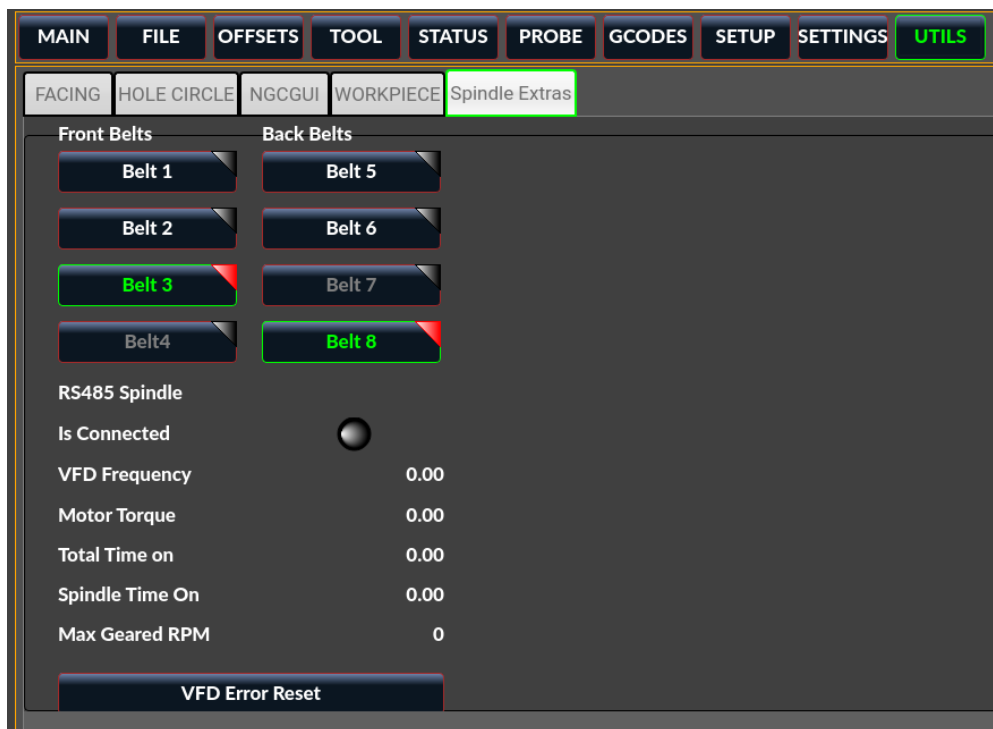 MAIN FILE OFFSETS TOOL STATUS PROBE GCODES SETUP SETTINGS UTILS
FACING HOLE CIRCLE NGCGUI WORKPIECE Spindle Extras
Front Belts Back Belts
Belt 1 Belt 5
Belt 2 Belt 6
Belt 3 Belt 7
Belt4 Belt 8
RS485 Spindle
Is Connected
VFD Frequency 0.00
Motor Torque 0.00
Total Time on 0.00
Spindle Time On 0.00
Max Geared RPM 0
VFD Error Reset